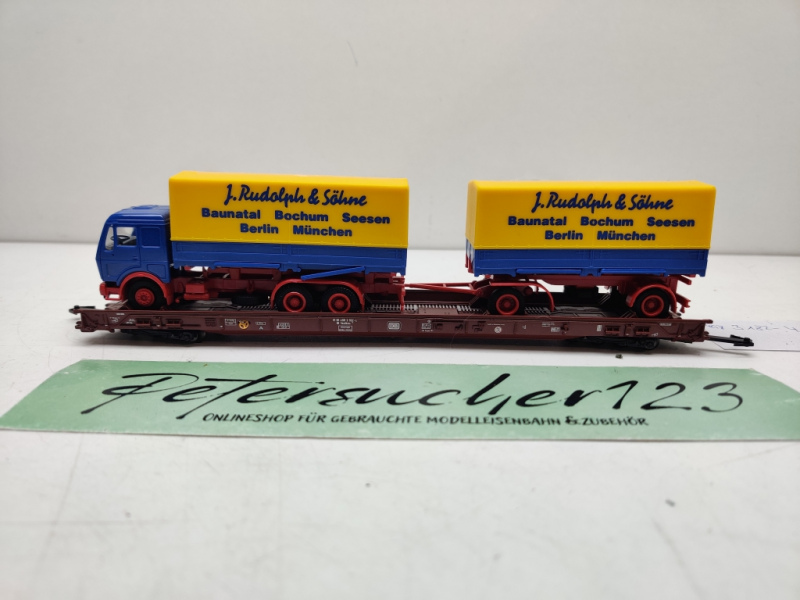 J. Rudolph & Söhne
Baunatal Bochum Seesen
Berlin München
J. Rudolph & Söhne
Baunatal Bochum Seesen
Berlin München
Petersucher123
ONLINESHOP FÜR GEBRAUCHTE MODELLEISENBAHN & ZUBEHÖR